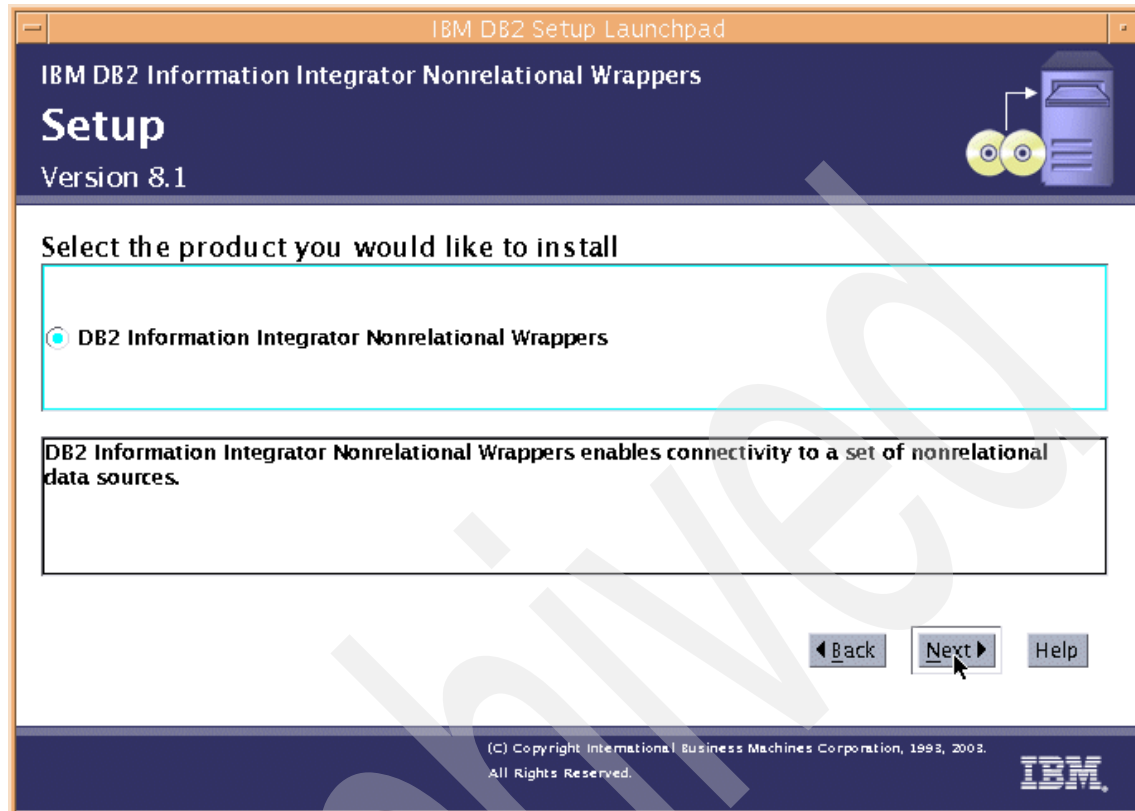 IBM DB2 Setup Launchpad
IBM DB2 Information Integrator Nonrelational Wrappers
Setup
Version 8.1
Select the product you would like to install
DB2 Information Integrator Nonrelational Wrappers
DB2 Information Integrator Nonrelational Wrappers enables connectivity to a set of nonrelational
data sources.
Back
Next
Help
(C) Copyright International Business Machines Corporation, 1993, 2003.
All Rights Reserved.
IBM
hived